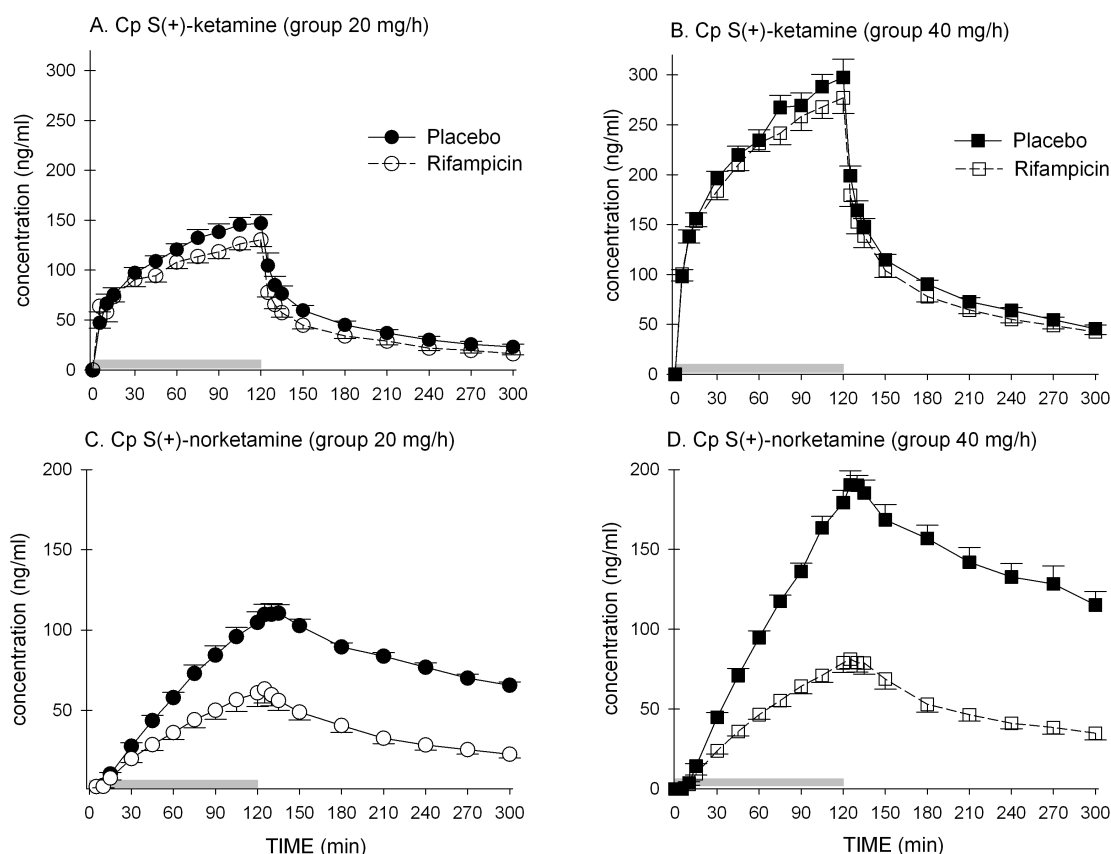 A. Cp S(+)-ketamine (group 20 mg/h)
300
250
200
150
100
50
0
concentration (ng/ml)
Placebo
Rifampicin
0 30 60 90 120 150 180 210 240 270 300
B. Cp S(+)-ketamine (group 40 mg/h)
300
250
200
150
100
50
0
concentration (ng/ml)
Placebo
Rifampicin
0 30 60 90 120 150 180 210 240 270 300
C. Cp S(+)-norketamine (group 20 mg/h)
200
150
100
50
concentration (ng/ml)
0 30 60 90 120 150 180 210 240 270 300
TIME (min)
D. Cp S(+)-norketamine (group 40 mg/h)
200
150
100
50
0
concentration (ng/ml)
0 30 60 90 120 150 180 210 240 270 300
TIME (min)